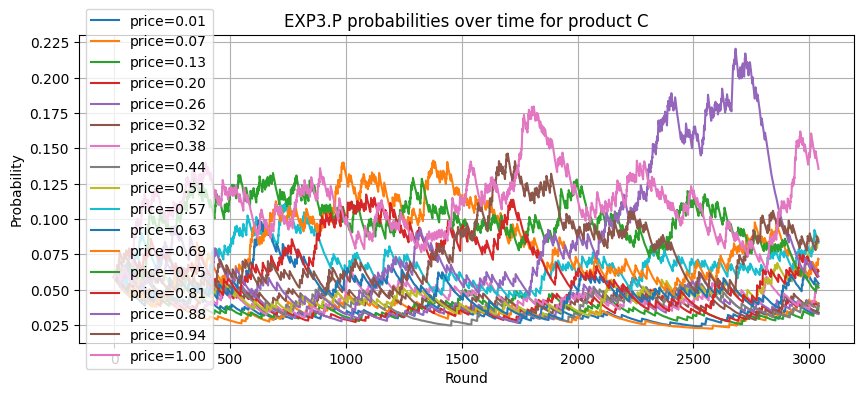 EXP3.P probabilities over time for product C
price=0.01
price=0.07
price=0.13
price=0.20
price=0.26
price=0.32
price=0.38
price=0.44
price=0.51
price=0.57
price=0.63
price=0.69
price=0.75
price=0.81
price=0.88
price=0.94
price=1.00
Probability
0.225
0.200
0.175
0.150
0.125
0.100
0.075
0.050
0.025
0
500
1000
1500
2000
2500
3000
Round